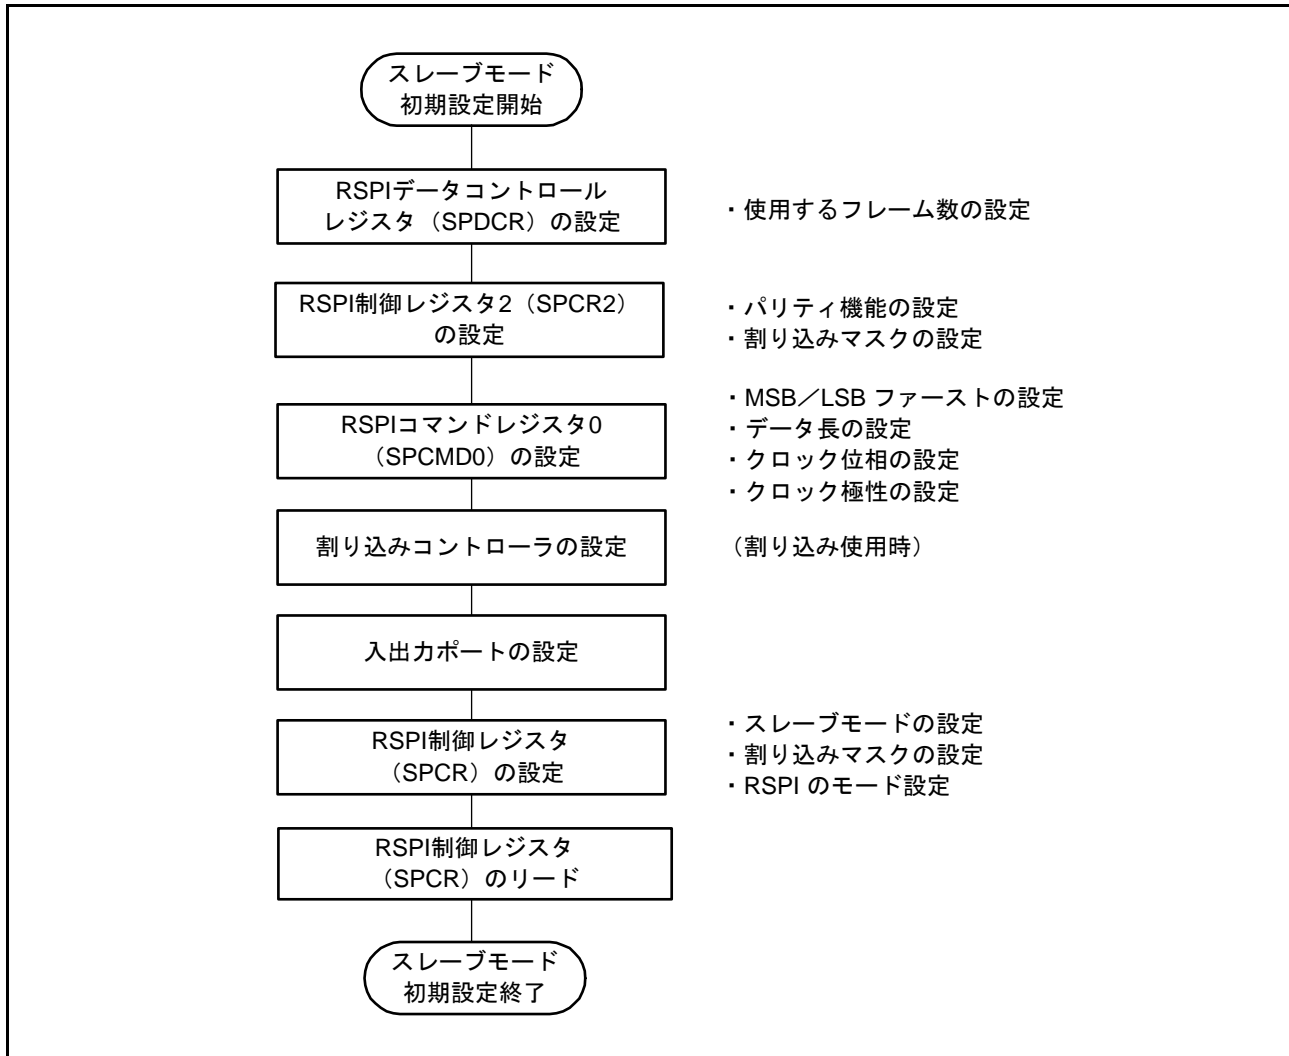 スレーブモード
初期設定開始
RSPIデータコントロール
レジスタ（SPDCR）の設定
・使用するフレーム数の設定
RSPI制御レジスタ2（SPCR2）
の設定
・パリティ機能の設定
・割り込みマスクの設定
RSPIコマンドレジスタ0
（SPCMD0）の設定
・MSB／LSB ファーストの設定
・データ長の設定
・クロック位相の設定
・クロック極性の設定
割り込みコントローラの設定
（割り込み使用時）
入出力ポートの設定
RSPI制御レジスタ
（SPCR）の設定
・スレーブモードの設定
・割り込みマスクの設定
・RSPI のモード設定
RSPI制御レジスタ
（SPCR）のリード
スレーブモード
初期設定終了